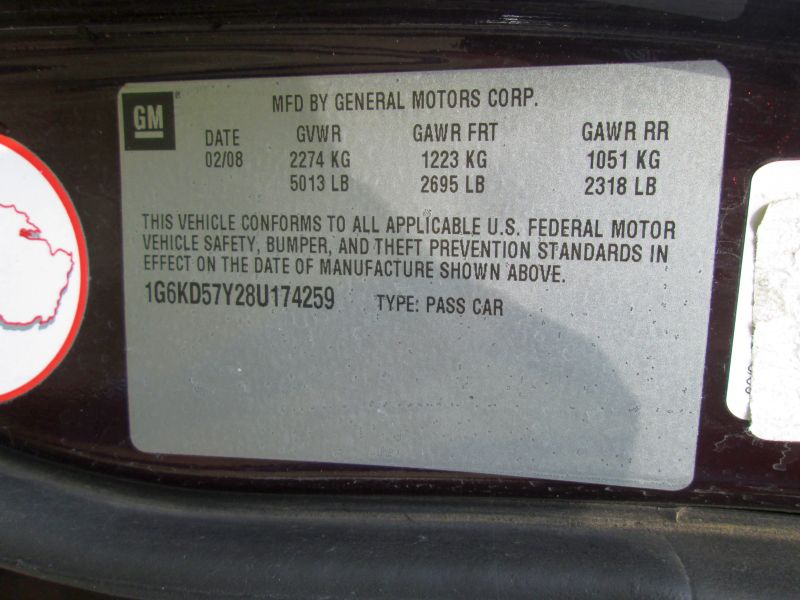 GM
MFD BY GENERAL MOTORS CORP.
DATE GVWR GAWR FRT GAWR RR
02/08 2274 KG 1223 KG 1051 KG
5013 LB 2695 LB 2318 LB
THIS VEHICLE CONFORMS TO ALL APPLICABLE U.S. FEDERAL MOTOR
VEHICLE SAFETY, BUMPER, AND THEFT PREVENTION STANDARDS IN
EFFECT ON THE DATE OF MANUFACTURE SHOWN ABOVE.
1G6KD57Y28U174259 TYPE: PASS CAR